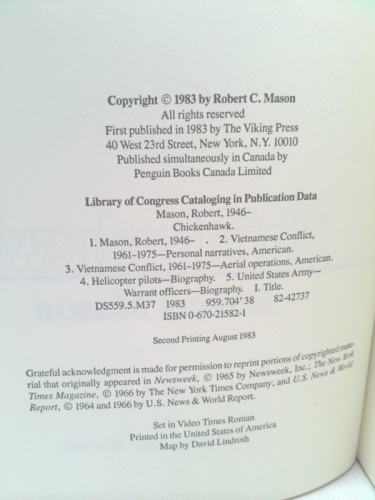 Copyright © 1983 by Robert C. Mason
All rights reserved
First published in 1983 by The Viking Press
40 West 23rd Street, New York, N.Y. 10010
Published simultaneously in Canada by
Penguin Books Canada Limited
Library of Congress Cataloging in Publication Data
Mason, Robert, 1946–
Chickenhawk.
1. Mason, Robert, 1946– . 2. Vietnamese Conflict,
1961–1975—Personal narratives, American.
3. Vietnamese Conflict, 1961–1975—Aerial operations, American.
4. Helicopter pilots—Biography. 5. United States Army—
Warrant officers—Biography. I. Title.
DS559.5.M37 1983 959.704'38 82-42737
ISBN 0-670-21582-1
Second Printing August 1983
Grateful acknowledgment is made for permission to reprint portions of copyrighted mate-
rial that originally appeared in Newsweek, © 1965 by Newsweek, Inc.; The New York
Times Magazine, © 1966 by The New York Times Company; and U.S. News & World
Report, © 1964 and 1966 by U.S. News & World Report.
Set in Video Times Roman
Printed in the United States of America
Map by David Lindroth